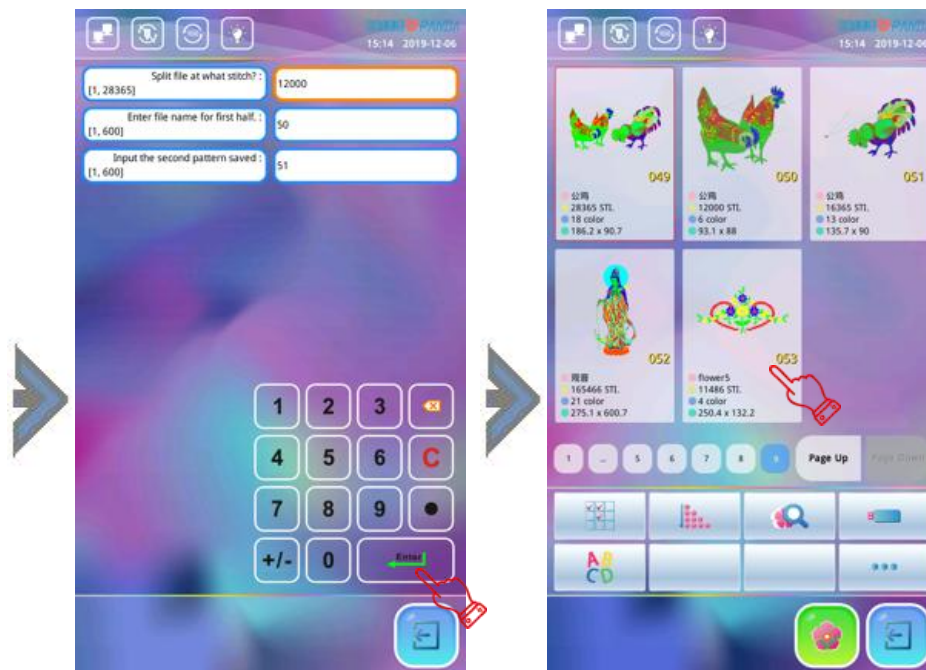 PANDA
15:14 2019-12-06
Split file at what stitch? :
[1, 28365]
12000
Enter file name for first half. :
[1, 600]
50
Input the second pattern saved :
[1, 600]
51
1 2 3
4 5 6 C
7 8 9
+/- 0 Enter
PANDA
15:14 2019-12-06
049
公鸡
28365 STI.
18 color
186.2 x 90.7
050
公鸡
12000 STI.
6 color
93.1 x 88
051
公鸡
16365 STI.
13 color
135.7 x 90
052
观音
165466 STI.
21 color
275.1 x 600.7
053
flower5
11486 STI.
4 color
250.4 x 132.2
1 ... 5 6 7 8 9 Page Up Page Down
A B
C D